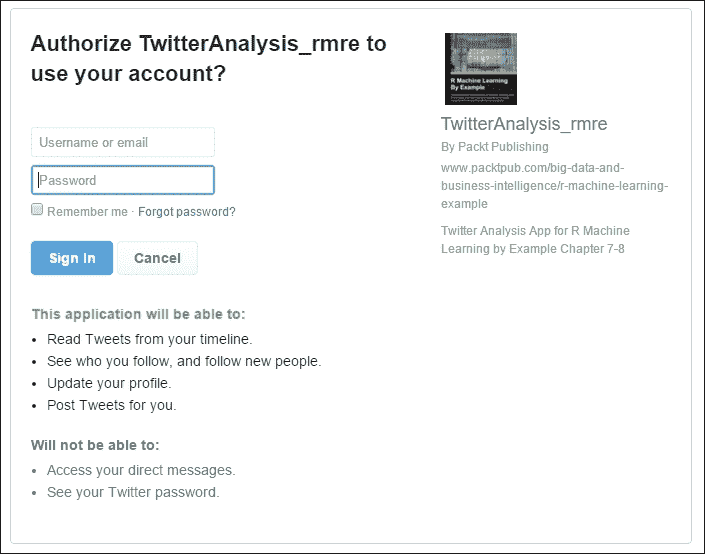 Authorize TwitterAnalysis_rmre to
use your account?
Username or email
Password
Remember me · Forgot password?
Sign In
Cancel
This application will be able to:
• Read Tweets from your timeline.
• See who you follow, and follow new people.
• Update your profile.
• Post Tweets for you.
Will not be able to:
• Access your direct messages.
• See your Twitter password.
R Machine Learning
By Example
TwitterAnalysis_rmre
By Packt Publishing
www.packtpub.com/big-data-and-
business-intelligence/r-machine-learning-
example
Twitter Analysis App for R Machine
Learning by Example Chapter 7-8